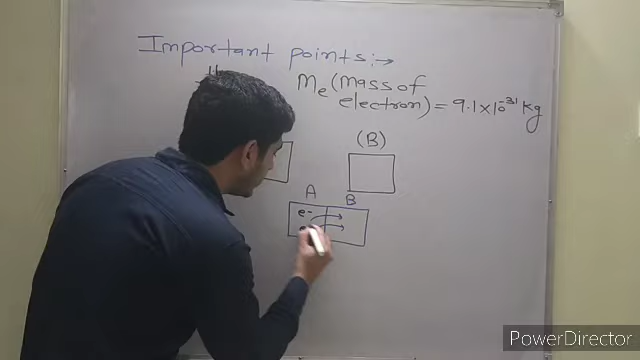 Important points:→
Me (mass of
electron) = 9.1×10⁻³¹ Kg
(B)
A B
e-
PowerDirector